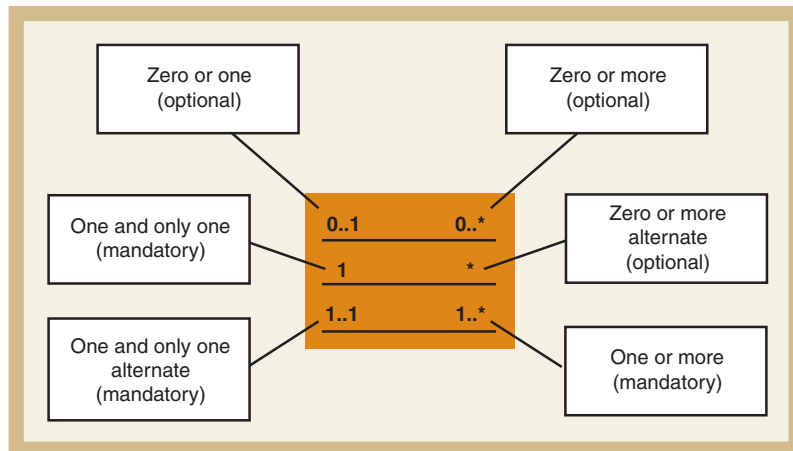 Zero or one
(optional)
Zero or more
(optional)
One and only one
(mandatory)
0..1 0..*
1 *
1..1 1..*
Zero or more
alternate
(optional)
One and only one
alternate
(mandatory)
One or more
(mandatory)